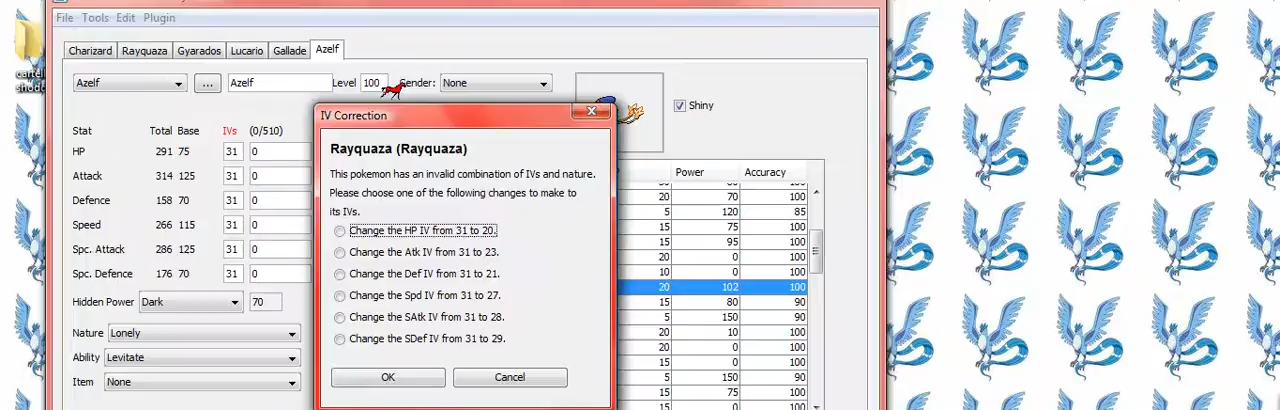 File Tools Edit Plugin
Charizard Rayquaza Gyarados Lucario Gallade Azelf
Azelf ... Azelf Level 100 Gender: None
Shiny
IV Correction
Stat Total Base IVs (0/510)
HP 291 75 31 0
Attack 314 125 31 0
Defence 158 70 31 0
Speed 266 115 31 0
Spc. Attack 286 125 31 0
Spc. Defence 176 70 31 0
Hidden Power Dark 70
Nature Lonely
Ability Levitate
Item None
Rayquaza (Rayquaza)
This pokemon has an invalid combination of IVs and nature.
Please choose one of the following changes to make to
its IVs.
Change the HP IV from 31 to 20.
Change the Atk IV from 31 to 23.
Change the Def IV from 31 to 21.
Change the Spd IV from 31 to 27.
Change the SAtk IV from 31 to 28.
Change the SDef IV from 31 to 29.
OK Cancel
Power Accuracy
20 70 100
5 120 85
15 75 100
15 95 100
20 0 100
10 0 100
20 102 100
15 80 90
5 150 90
20 10 100
20 0 100
15 0 100
5 150 90
15 75 100
15 0 100